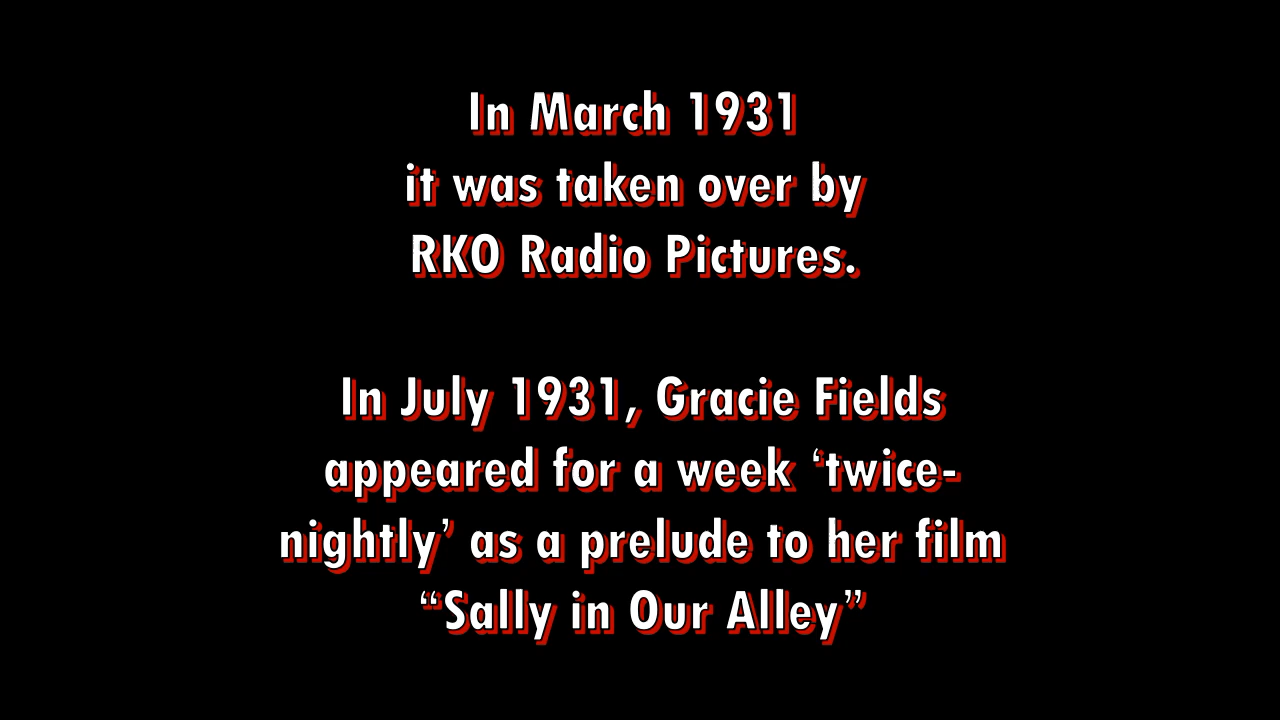 In March 1931
it was taken over by
RKO Radio Pictures.
In July 1931, Gracie Fields
appeared for a week ‘twice-
nightly’ as a prelude to her film
“Sally in Our Alley”